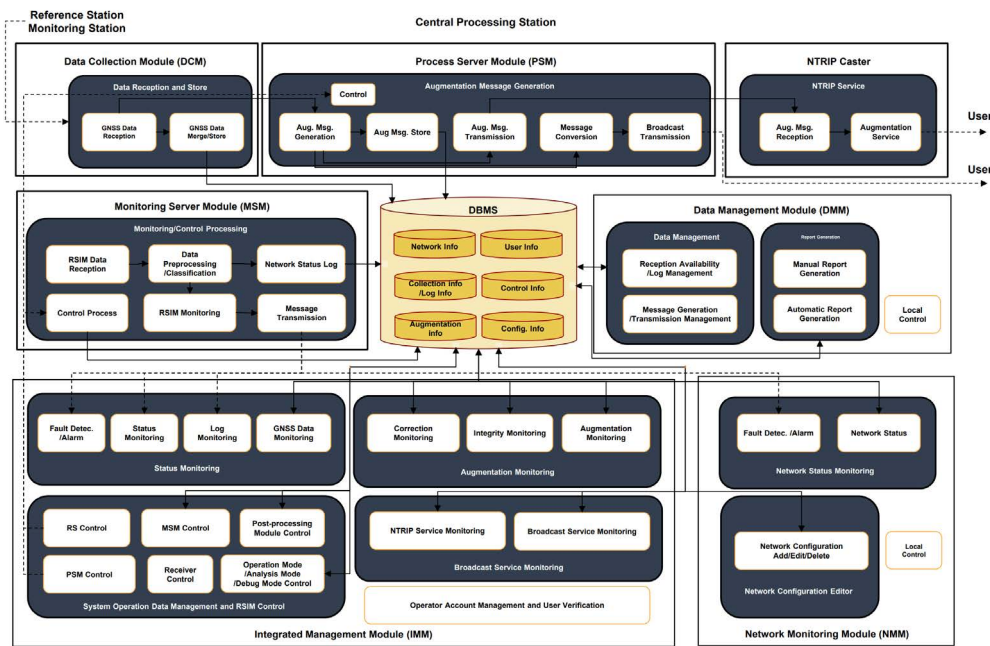 Reference Station
Monitoring Station
Central Processing Station
Data Collection Module (DCM)
Data Reception and Store
GNSS Data
Reception
GNSS Data
Merge/Store
Process Server Module (PSM)
Augmentation Message Generation
Control
Aug. Msg.
Generation
Aug Msg. Store
Aug. Msg.
Transmission
Message
Conversion
Broadcast
Transmission
NTRIP Caster
NTRIP Service
Aug. Msg.
Reception
Augmentation
Service
User
User
Monitoring Server Module (MSM)
Monitoring/Control Processing
RSIM Data
Reception
Data
Preprocessing
/Classification
Network Status Log
Control Process
RSIM Monitoring
Message
Transmission
DBMS
Network Info
User Info
Collection Info
/Log Info
Control Info
Augmentation
Info
Config. Info
Data Management Module (DMM)
Data Management
Reception Availability
/Log Management
Message Generation
/Transmission Management
Report Generation
Manual Report
Generation
Automatic Report
Generation
Local
Control
Fault Detec.
/Alarm
Status
Monitoring
Log
Monitoring
GNSS Data
Monitoring
Status Monitoring
Correction
Monitoring
Integrity Monitoring
Augmentation
Monitoring
Augmentation Monitoring
Fault Detec. /Alarm
Network Status
Network Status Monitoring
RS Control
MSM Control
Post-processing
Module Control
PSM Control
Receiver
Control
Operation Mode
/Analysis Mode
/Debug Mode Control
System Operation Data Management and RSIM Control
NTRIP Service Monitoring
Broadcast Service Monitoring
Broadcast Service Monitoring
Operator Account Management and User Verification
Network Configuration
Add/Edit/Delete
Network Configuration Editor
Local
Control
Integrated Management Module (IMM)
Network Monitoring Module (NMM)